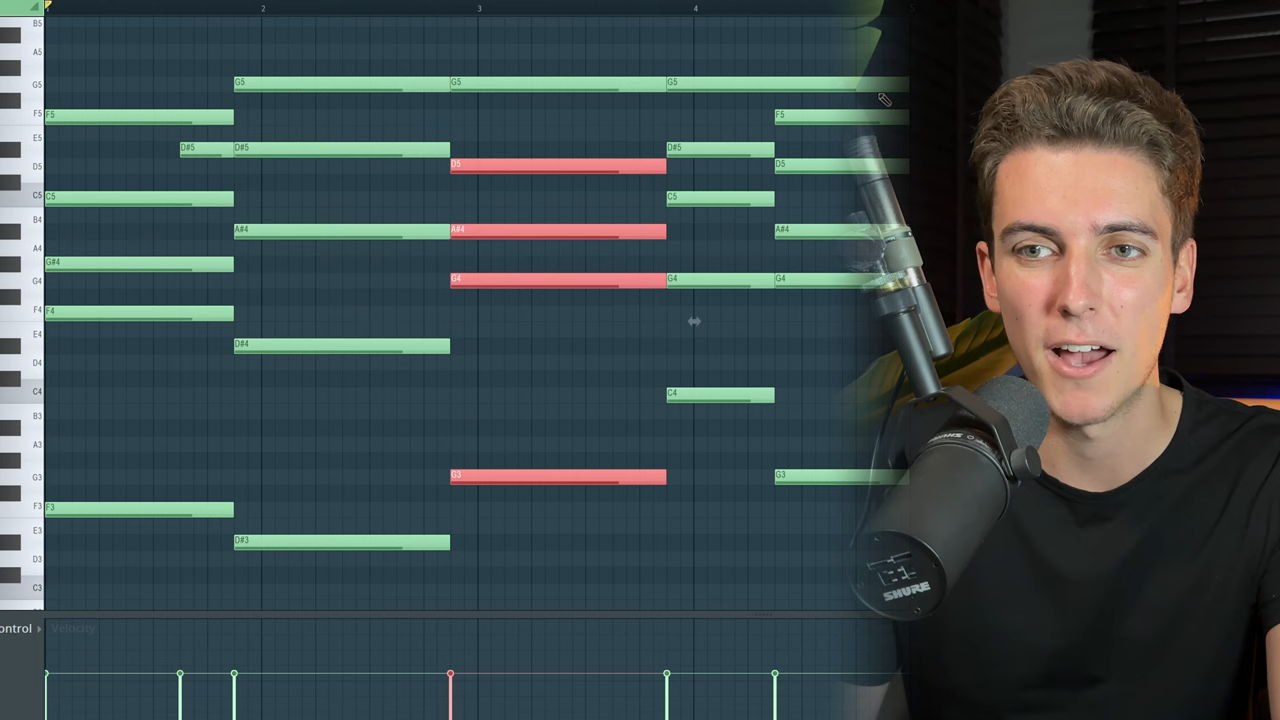 2 3 4
B5
A5
G5 G5 G5 G5
F5 F5 F5
E5 D#5 D#5 D#5
D5 D5 D5
C5 C5 C5
B4 A#4 A#4 A#4
A4 G#4
G4 G4 G4 G4
F4 F4
E4 D#4
D4
C4 C4
B3
A3
G3 G3 G3
F3 F3
E3 D#3
D3
C3
ontrol Velocity
SHURE
SHURE